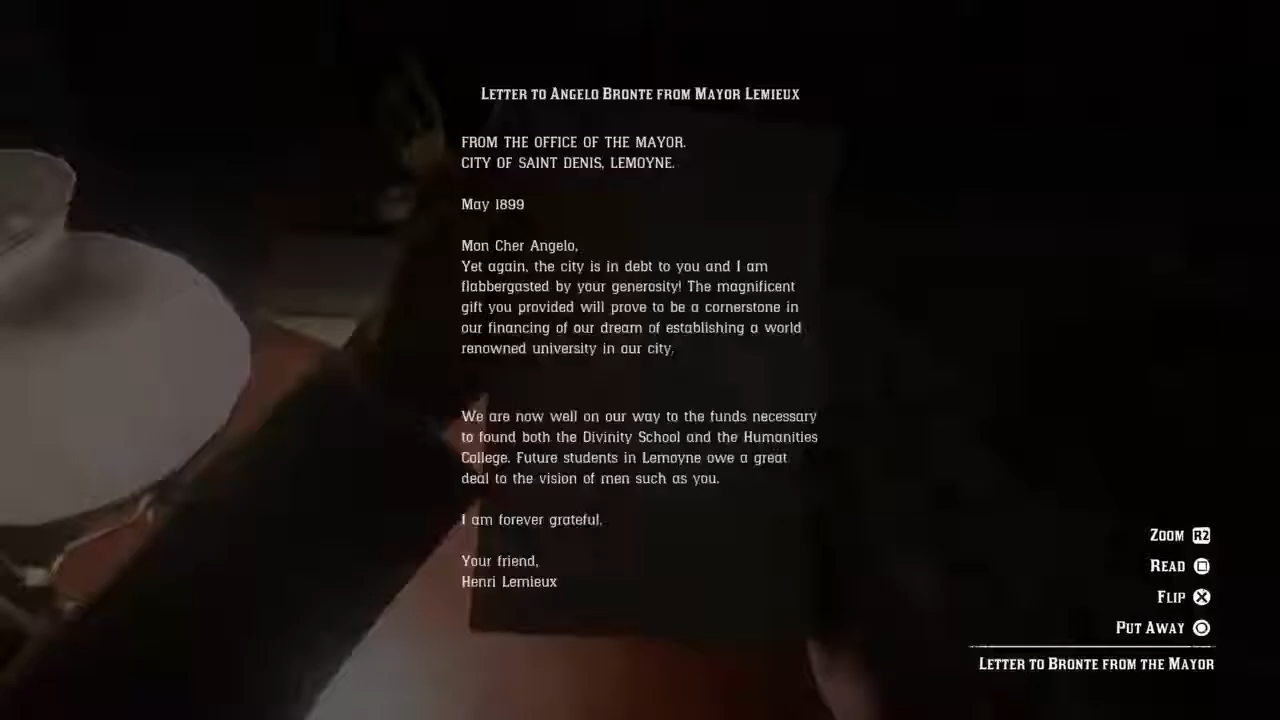 LETTER TO ANGELO BRONTE FROM MAYOR LEMIEUX
FROM THE OFFICE OF THE MAYOR.
CITY OF SAINT DENIS, LEMOYNE.
May 1899
Mon Cher Angelo,
Yet again, the city is in debt to you and I am
flabbergasted by your generosity! The magnificent
gift you provided will prove to be a cornerstone in
our financing of our dream of establishing a world
renowned university in our city.
We are now well on our way to the funds necessary
to found both the Divinity School and the Humanities
College. Future students in Lemoyne owe a great
deal to the vision of men such as you.
I am forever grateful.
Your friend,
Henri Lemieux
ZOOM R2
READ
FLIP
PUT AWAY
LETTER TO BRONTE FROM THE MAYOR